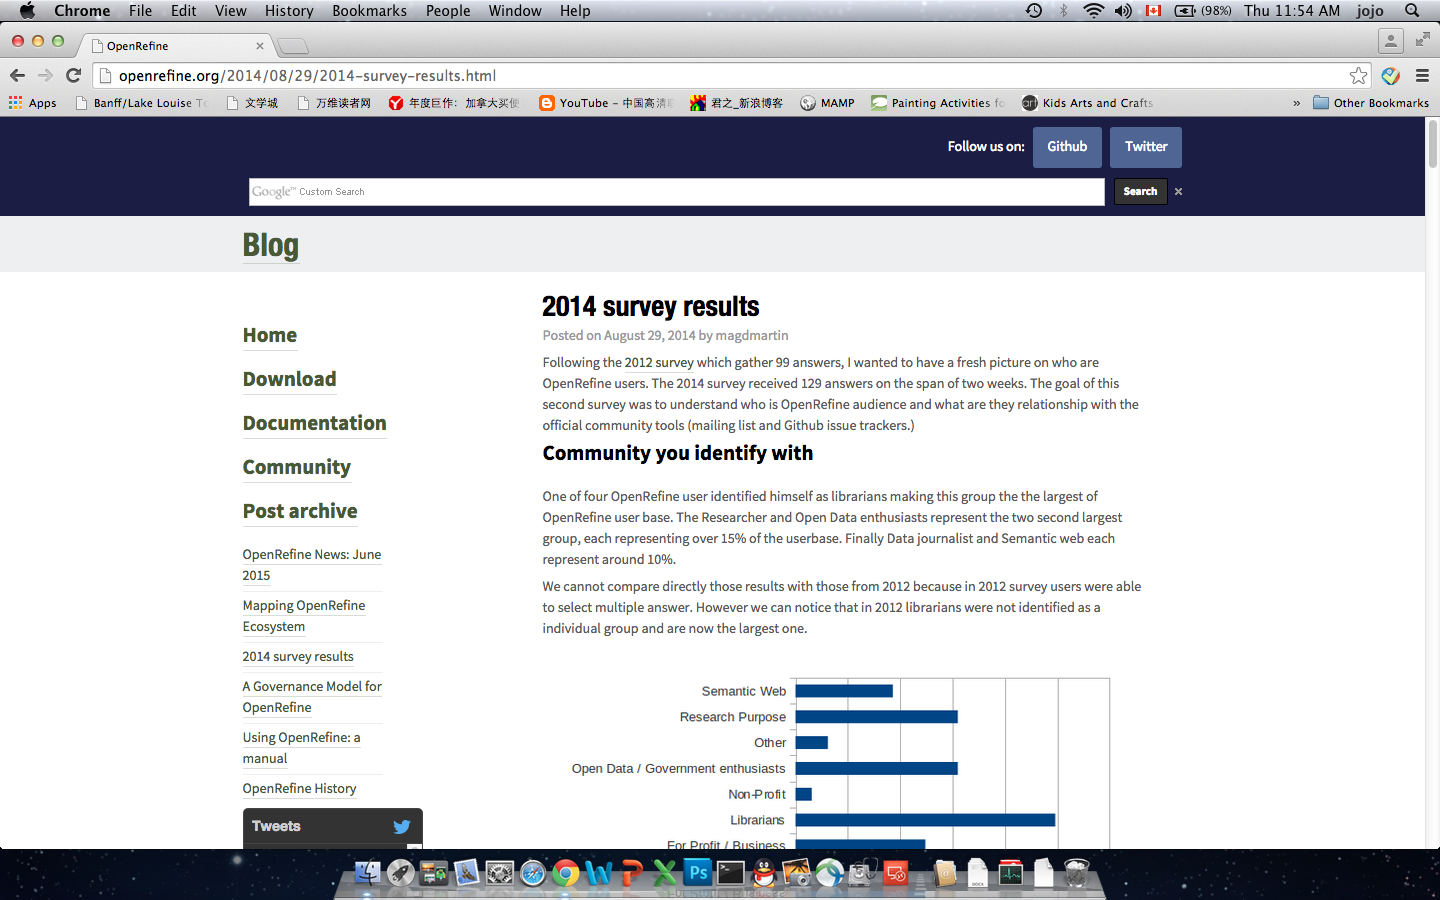 Chrome File Edit View History Bookmarks People Window Help (98%) Thu 11:54 AM jojo
OpenRefine
openrefine.org/2014/08/29/2014-survey-results.html
Apps Banff/Lake Louise 文学城 万维读者网 年度巨作：加拿大买 YouTube - 中国高清 君之_新浪博客 MAMP Painting Activities fo art Kids Arts and Crafts » Other Bookmarks
Follow us on: Github Twitter
Google™ Custom Search Search ×
Blog
Home
Download
Documentation
Community
Post archive
OpenRefine News: June
2015
Mapping OpenRefine
Ecosystem
2014 survey results
A Governance Model for
OpenRefine
Using OpenRefine: a
manual
OpenRefine History
Tweets
2014 survey results
Posted on August 29, 2014 by magdmartin
Following the 2012 survey which gather 99 answers, I wanted to have a fresh picture on who are
OpenRefine users. The 2014 survey received 129 answers on the span of two weeks. The goal of this
second survey was to understand who is OpenRefine audience and what are they relationship with the
official community tools (mailing list and Github issue trackers.)
Community you identify with
One of four OpenRefine user identified himself as librarians making this group the the largest of
OpenRefine user base. The Researcher and Open Data enthusiasts represent the two second largest
group, each representing over 15% of the userbase. Finally Data journalist and Semantic web each
represent around 10%.
We cannot compare directly those results with those from 2012 because in 2012 survey users were able
to select multiple answer. However we can notice that in 2012 librarians were not identified as a
individual group and are now the largest one.
Semantic Web
Research Purpose
Other
Open Data / Government enthusiasts
Non-Profit
Librarians
For Profit / Business
W P X Ps